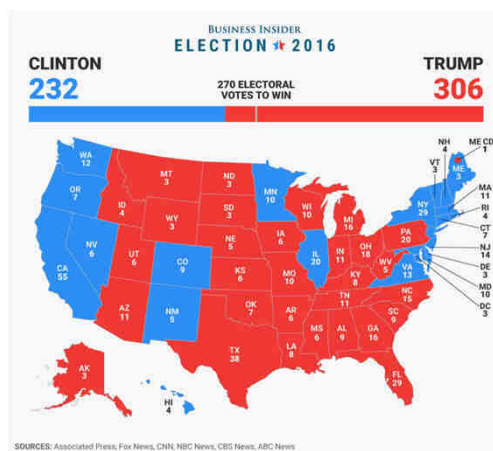 BUSINESS INSIDER
ELECTION 2016
CLINTON
232
270 ELECTORAL
VOTES TO WIN
TRUMP
306
WA
12
OR
7
CA
55
NV
6
ID
4
MT
3
WY
3
UT
6
CO
9
AZ
11
NM
5
ND
3
SD
3
NE
5
KS
6
OK
7
TX
38
MN
10
IA
6
MO
10
AR
6
LA
8
WI
10
IL
20
MI
16
IN
11
OH
18
KY
8
TN
11
MS
6
AL
9
GA
16
FL
29
SC
9
NC
15
VA
13
WV
5
PA
20
NY
29
VT
3
NH
4
ME
3
ME CD
1
MA
11
RI
4
CT
7
NJ
14
DE
3
MD
10
DC
3
AK
3
HI
4
SOURCES: Associated Press, Fox News, CNN, NBC News, CBS News, ABC News